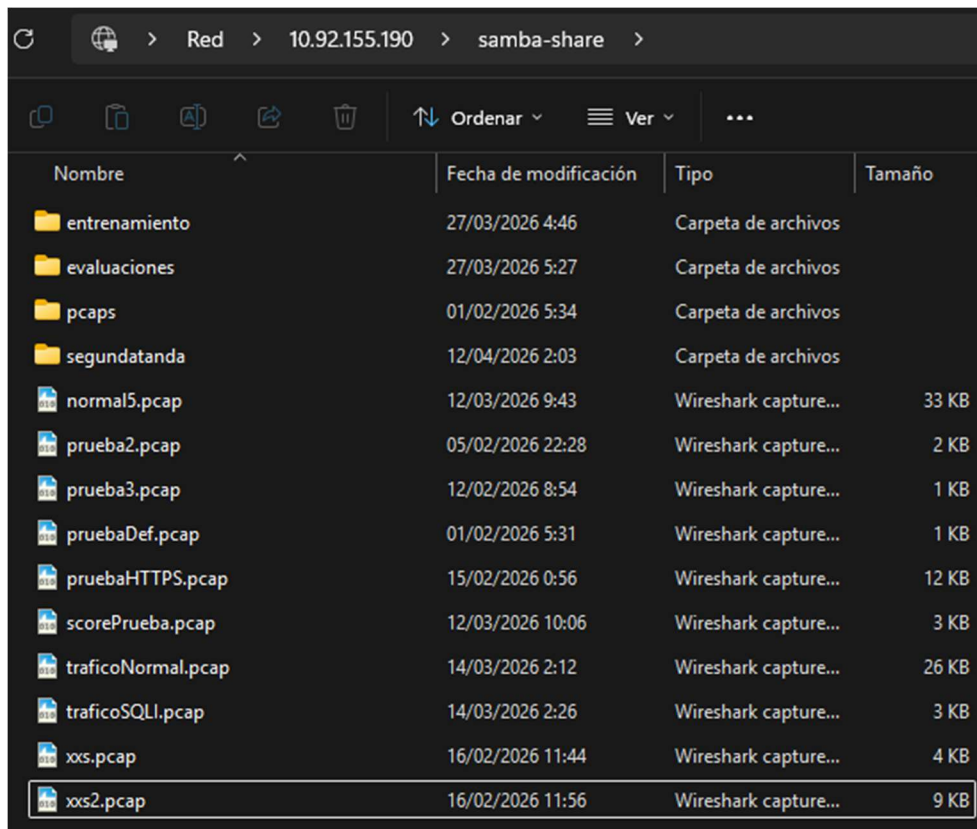 Red > 10.92.155.190 > samba-share >
Ordenar Ver ...
Nombre Fecha de modificación Tipo Tamaño
entrenamiento 27/03/2026 4:46 Carpeta de archivos
evaluaciones 27/03/2026 5:27 Carpeta de archivos
pcaps 01/02/2026 5:34 Carpeta de archivos
segundatanda 12/04/2026 2:03 Carpeta de archivos
normal5.pcap 12/03/2026 9:43 Wireshark capture... 33 KB
prueba2.pcap 05/02/2026 22:28 Wireshark capture... 2 KB
prueba3.pcap 12/02/2026 8:54 Wireshark capture... 1 KB
pruebaDef.pcap 01/02/2026 5:31 Wireshark capture... 1 KB
pruebaHTTPS.pcap 15/02/2026 0:56 Wireshark capture... 12 KB
scorePrueba.pcap 12/03/2026 10:06 Wireshark capture... 3 KB
traficoNormal.pcap 14/03/2026 2:12 Wireshark capture... 26 KB
traficoSQLI.pcap 14/03/2026 2:26 Wireshark capture... 3 KB
xxs.pcap 16/02/2026 11:44 Wireshark capture... 4 KB
xxs2.pcap 16/02/2026 11:56 Wireshark capture... 9 KB